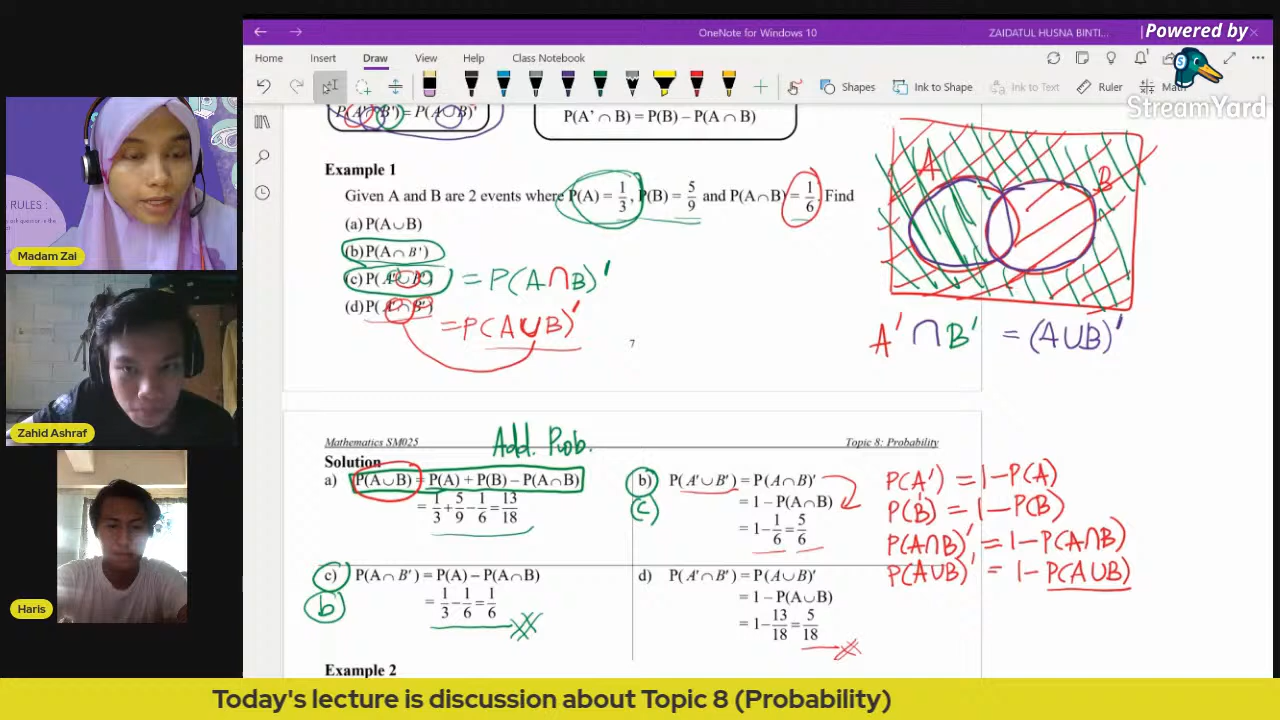 OneNote for Windows 10
ZAIDATUL HUSNA BINTI...
Powered by
StreamYard
Home Insert Draw View Help Class Notebook
Shapes Ink to Shape Ink to Text Math Ruler
P(A' ∩ B') = P(A ∪ B)'
P(A' ∩ B) = P(B) – P(A ∩ B)
Example 1
Given A and B are 2 events where P(A) = 1/3, P(B) = 5/9 and P(A∩B) = 1/6. Find
(a) P(A∪B)
(b) P(A∩B')
(c) P(A'∪B') = P(A∩B)'
(d) P(A'∩B') = P(A∪B)'
7
A
B
A' ∩ B' = (A∪B)'
RULES :
Madam Zai
Zahid Ashraf
Haris
Mathematics SM025
Add. Prob.
Topic 8: Probability
Solution
a) P(A∪B) = P(A) + P(B) – P(A∩B)
= 1/3 + 5/9 – 1/6 = 13/18
b) P(A'∪B') = P(A∩B)'
c
= 1 – P(A∩B)
= 1 – 1/6 = 5/6
c) P(A∩B') = P(A) – P(A∩B)
b
= 1/3 – 1/6 = 1/6
d) P(A'∩B') = P(A∪B)'
= 1 – P(A∪B)
= 1 – 13/18 = 5/18
P(A') = 1 – P(A)
P(B') = 1 – P(B)
P(A∩B)' = 1 – P(A∩B)
P(A∪B)' = 1 – P(A∪B)
Example 2
Today's lecture is discussion about Topic 8 (Probability)